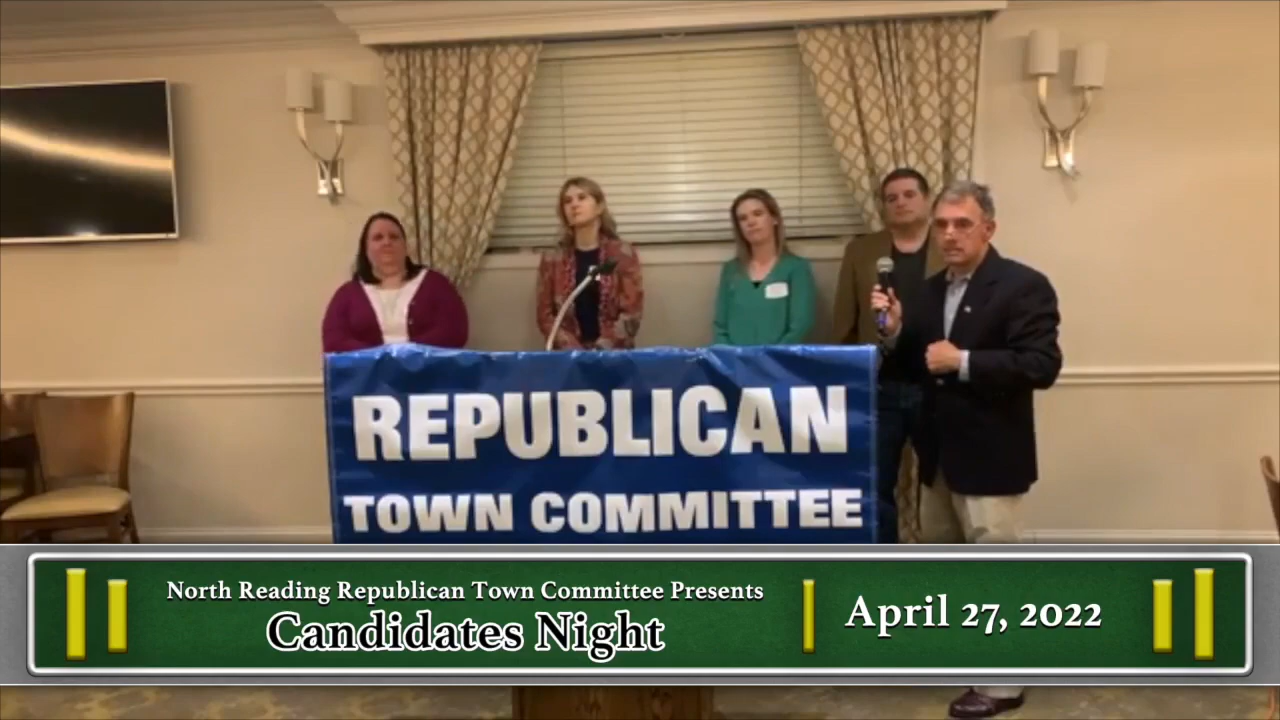 REPUBLICAN
TOWN COMMITTEE
North Reading Republican Town Committee Presents
Candidates Night
April 27, 2022